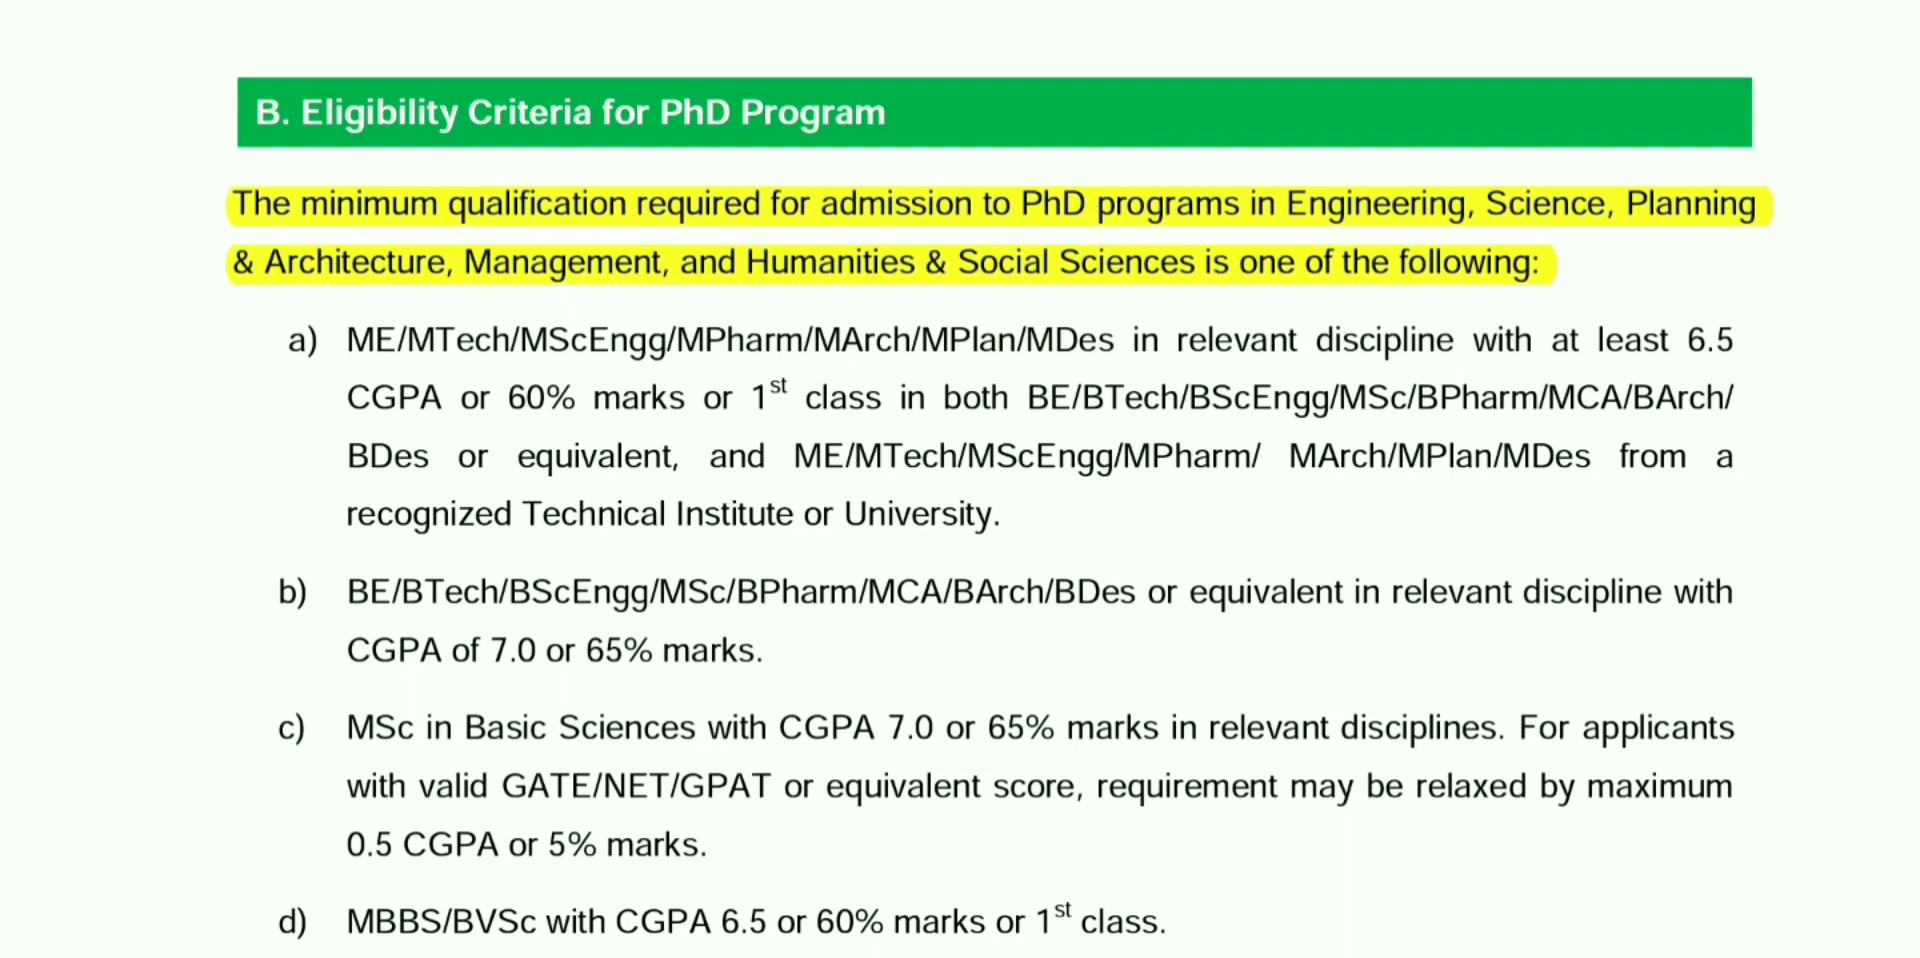 B. Eligibility Criteria for PhD Program
The minimum qualification required for admission to PhD programs in Engineering, Science, Planning
& Architecture, Management, and Humanities & Social Sciences is one of the following:
a) ME/MTech/MScEngg/MPharm/MArch/MPlan/MDes in relevant discipline with at least 6.5
CGPA or 60% marks or 1st class in both BE/BTech/BScEngg/MSc/BPharm/MCA/BArch/
BDes or equivalent, and ME/MTech/MScEngg/MPharm/ MArch/MPlan/MDes from a
recognized Technical Institute or University.
b) BE/BTech/BScEngg/MSc/BPharm/MCA/BArch/BDes or equivalent in relevant discipline with
CGPA of 7.0 or 65% marks.
c) MSc in Basic Sciences with CGPA 7.0 or 65% marks in relevant disciplines. For applicants
with valid GATE/NET/GPAT or equivalent score, requirement may be relaxed by maximum
0.5 CGPA or 5% marks.
d) MBBS/BVSc with CGPA 6.5 or 60% marks or 1st class.